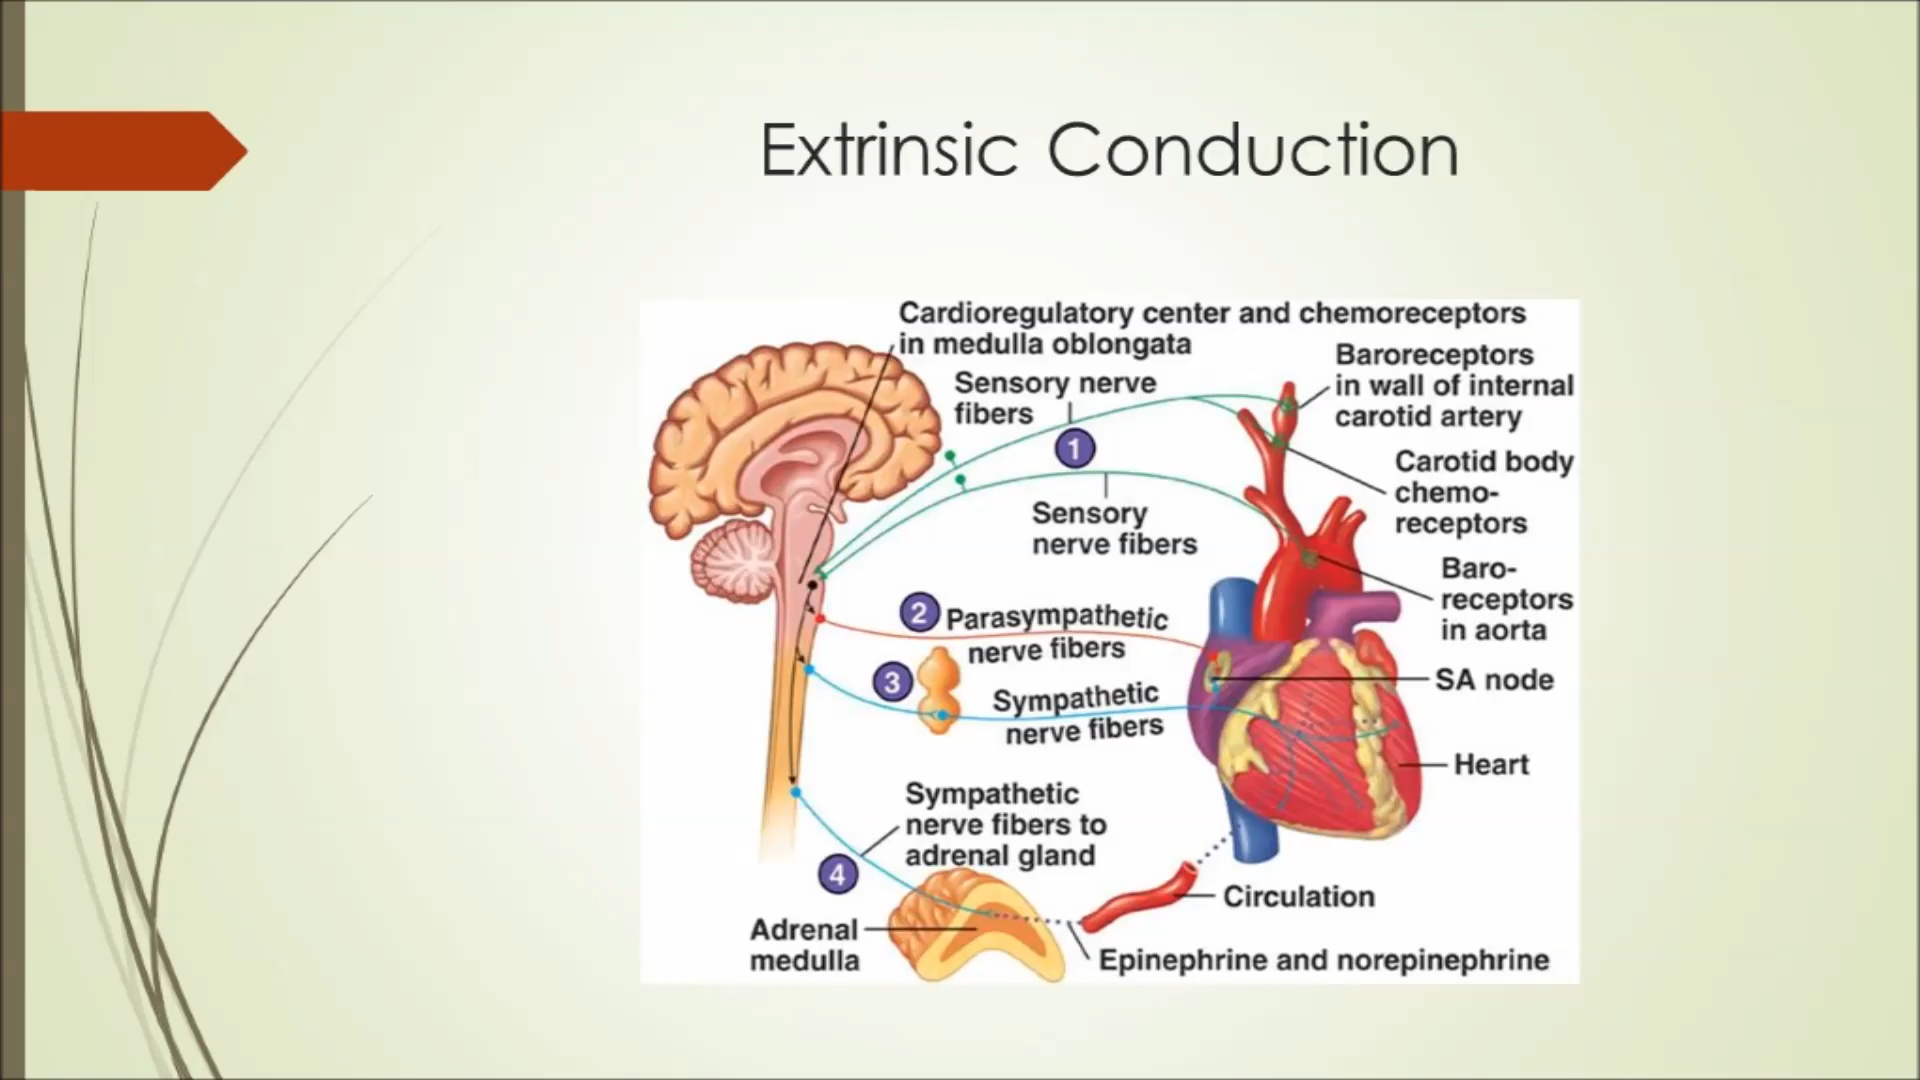 Extrinsic Conduction
Cardioregulatory center and chemoreceptors
in medulla oblongata
Baroreceptors
in wall of internal
carotid artery
Sensory nerve
fibers
1
Carotid body
chemo-
receptors
Sensory
nerve fibers
Baro-
receptors
in aorta
2
Parasympathetic
nerve fibers
3
Sympathetic
nerve fibers
SA node
Heart
Sympathetic
nerve fibers to
adrenal gland
4
Circulation
Adrenal
medulla
Epinephrine and norepinephrine